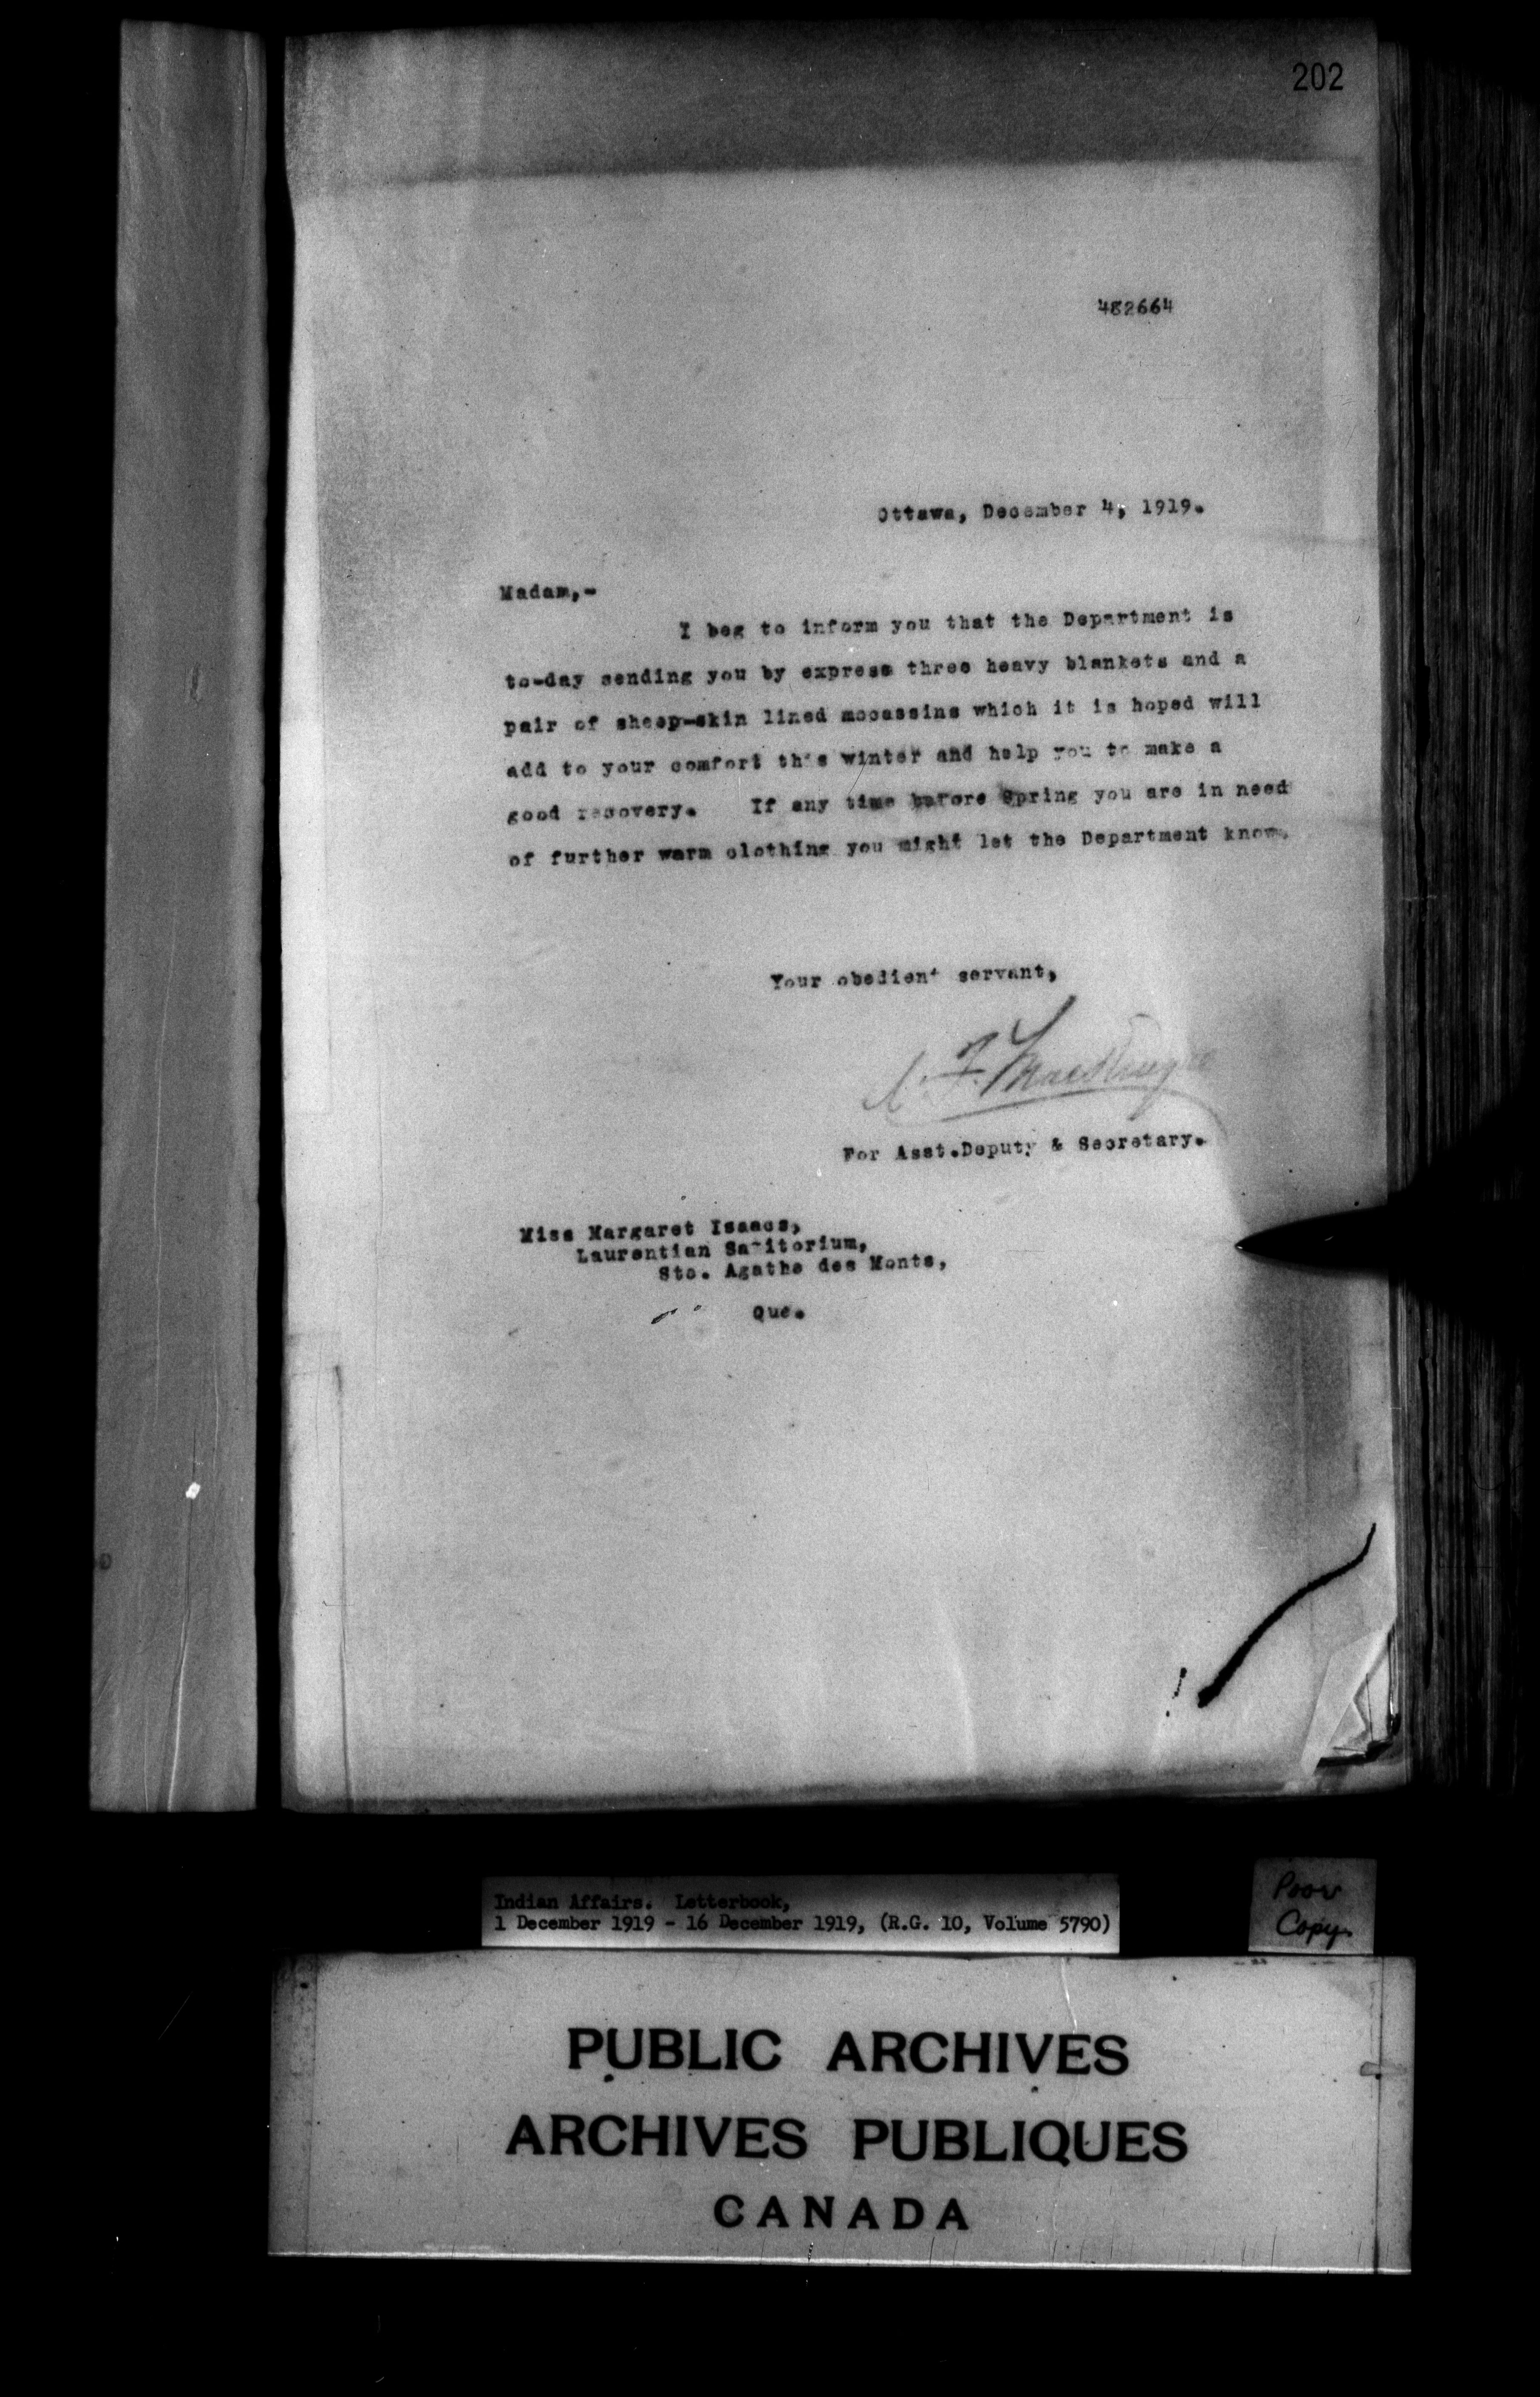 202
482664
Ottawa, December 4, 1919.
Madam,-
I beg to inform you that the Department is
to-day sending you by express three heavy blankets and a
pair of sheep-skin lined mocassins which it is hoped will
add to your comfort this winter and help you to make a
good recovery. If any time before Spring you are in need
of further warm clothing you might let the Department know.
Your obedient servant,
For Asst.Deputy & Secretary.
Miss Margaret Isaacs,
Laurentian Sanitorium,
Ste. Agathe des Monts,
Que.
Indian Affairs. Letterbook,
1 December 1919 - 16 December 1919, (R.G. 10, Volume 5790)
Poor
Copy
PUBLIC ARCHIVES
ARCHIVES PUBLIQUES
CANADA